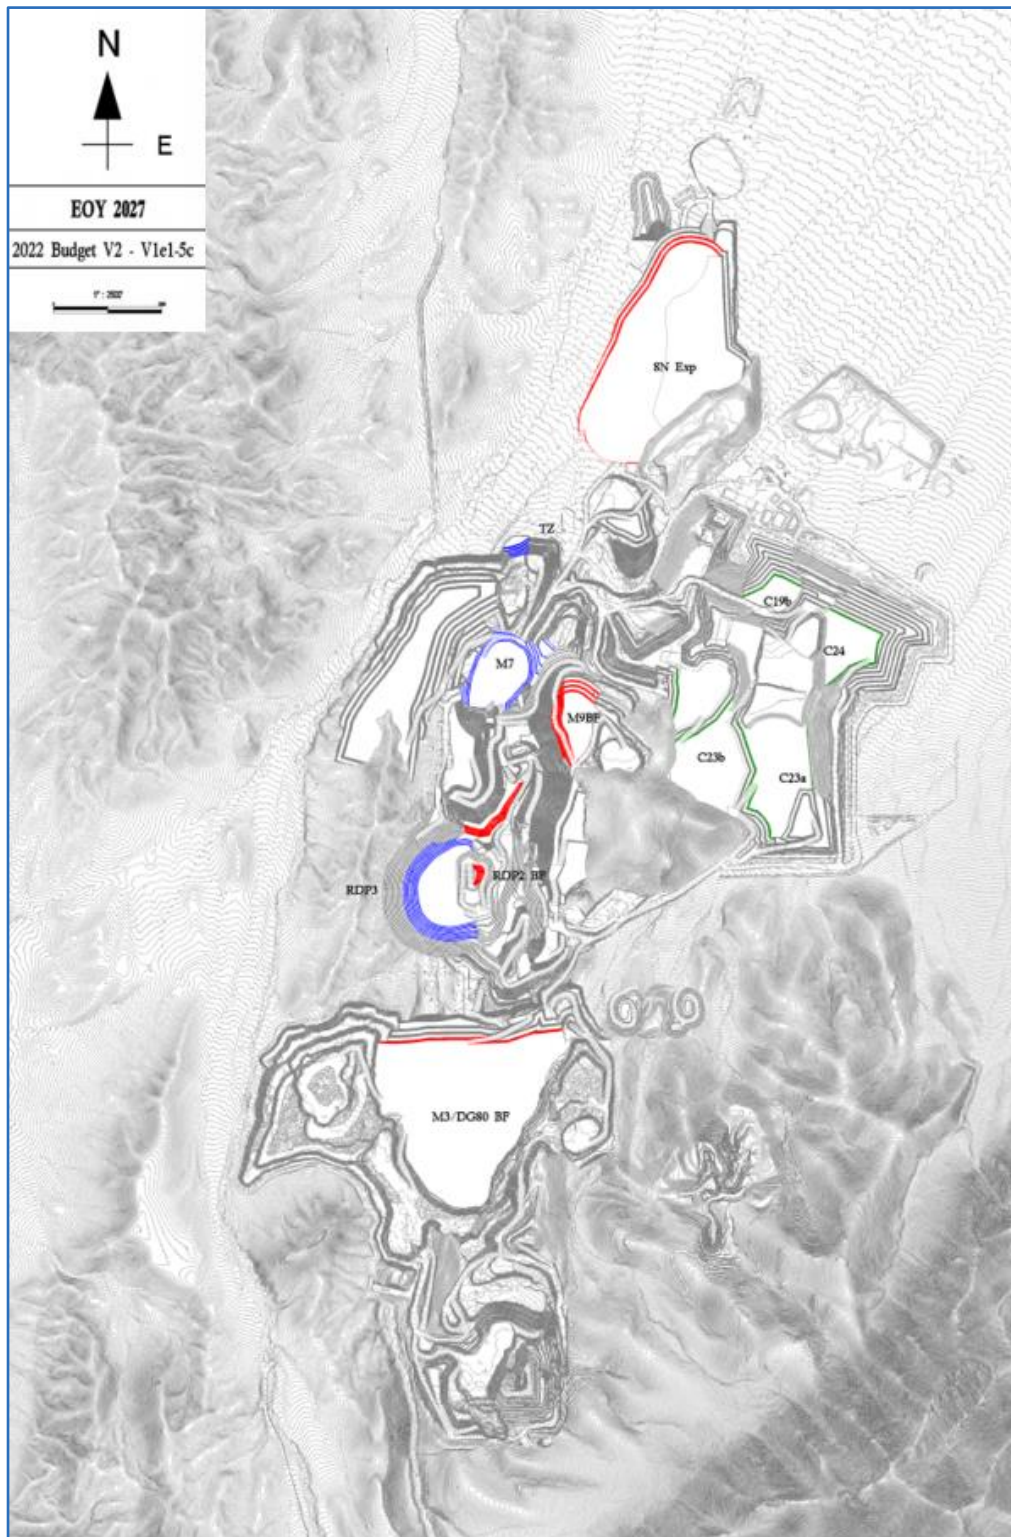 N
E
EOY 2027
2022 Budget V2 - V1e1-5c
8N Exp
TZ
C19b
C24
M7
M9BF
C23b
C23a
RDP3
RDP2 BF
M3/DG80 BF